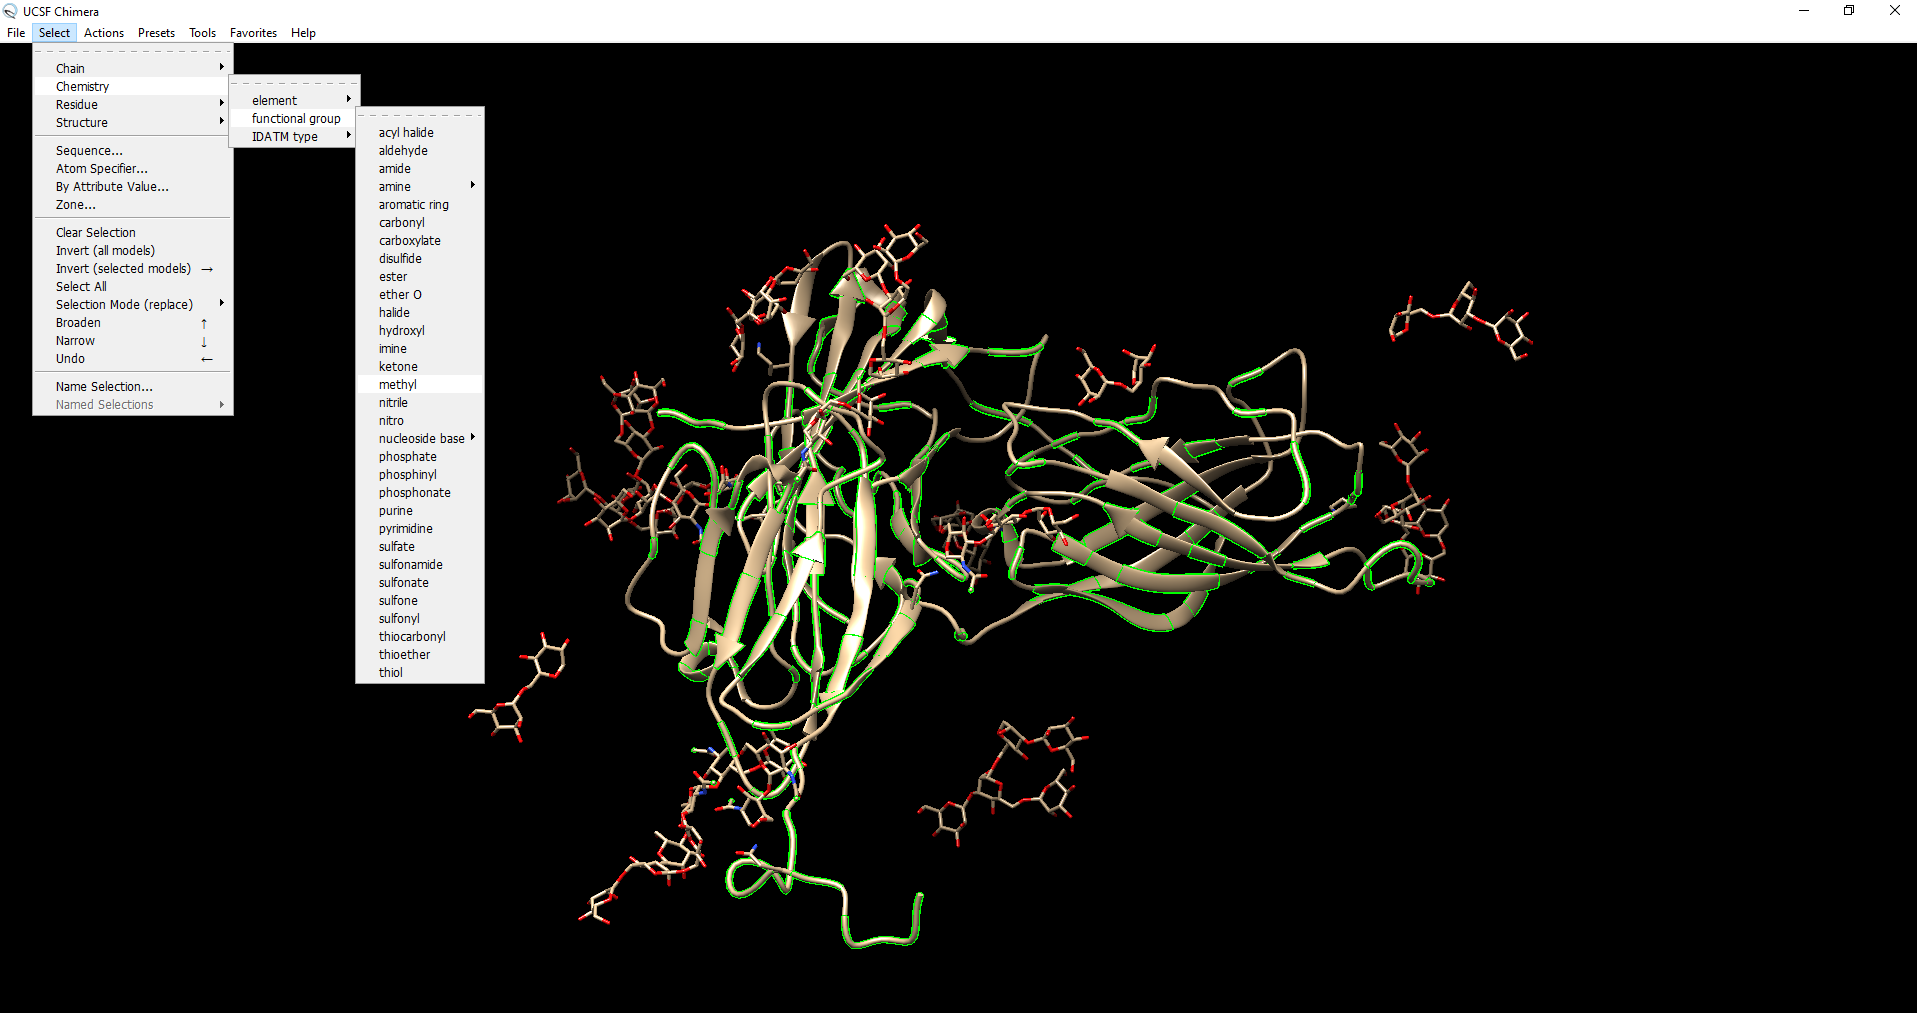 UCSF Chimera
File Select Actions Presets Tools Favorites Help
Chain
Chemistry
Residue
Structure
Sequence...
Atom Specifier...
By Attribute Value...
Zone...
Clear Selection
Invert (all models)
Invert (selected models) →
Select All
Selection Mode (replace)
Broaden ↑
Narrow ↓
Undo ←
Name Selection...
Named Selections
element
functional group
IDATM type
acyl halide
aldehyde
amide
amine
aromatic ring
carbonyl
carboxylate
disulfide
ester
ether O
halide
hydroxyl
imine
ketone
methyl
nitrile
nitro
nucleoside base
phosphate
phosphinyl
phosphonate
purine
pyrimidine
sulfate
sulfonamide
sulfonate
sulfone
sulfonyl
thiocarbonyl
thioether
thiol